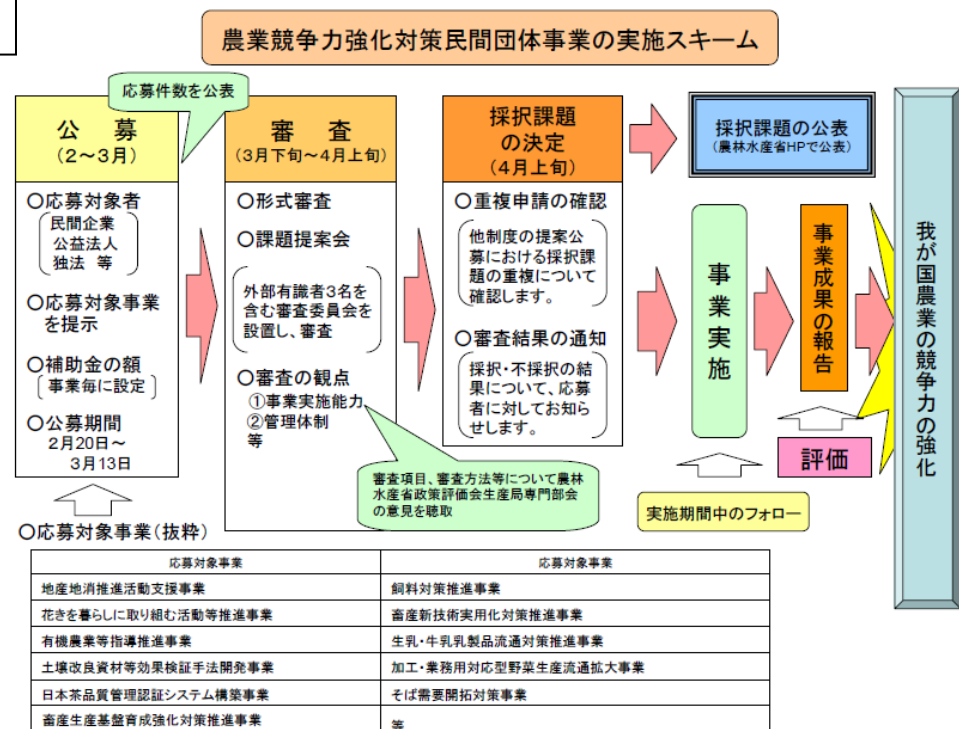 農業競争力強化対策民間団体事業の実施スキーム
応募件数を公表
公　募
（2～3月）
○応募対象者
民間企業
公益法人
独法　等
○応募対象事業
を提示
○補助金の額
事業毎に設定
○公募期間
2月20日～
3月13日
審　査
（3月下旬～4月上旬）
○形式審査
○課題提案会
外部有識者3名を
含む審査委員会を
設置し、審査
○審査の観点
①事業実施能力
②管理体制
等
審査項目、審査方法等について農林
水産省政策評価会生産局専門部会
の意見を聴取
採択課題
の決定
（4月上旬）
○重複申請の確認
他制度の提案公
募における採択課
題の重複について
確認します。
○審査結果の通知
採択・不採択の結
果について、応募
者に対してお知ら
せします。
採択課題の公表
（農林水産省HPで公表）
事業実施
実施期間中のフォロー
事業成果の報告
評価
我が国農業の競争力の強化
○応募対象事業（抜粋）
応募対象事業　応募対象事業
地産地消推進活動支援事業　飼料対策推進事業
花きを暮らしに取り組む活動等推進事業　畜産新技術実用化対策推進事業
有機農業等指導推進事業　生乳・牛乳乳製品流通対策推進事業
土壌改良資材等効果検証手法開発事業　加工・業務用対応型野菜生産流通拡大事業
日本茶品質管理認証システム構築事業　そば需要開拓対策事業
畜産生産基盤育成強化対策推進事業　等